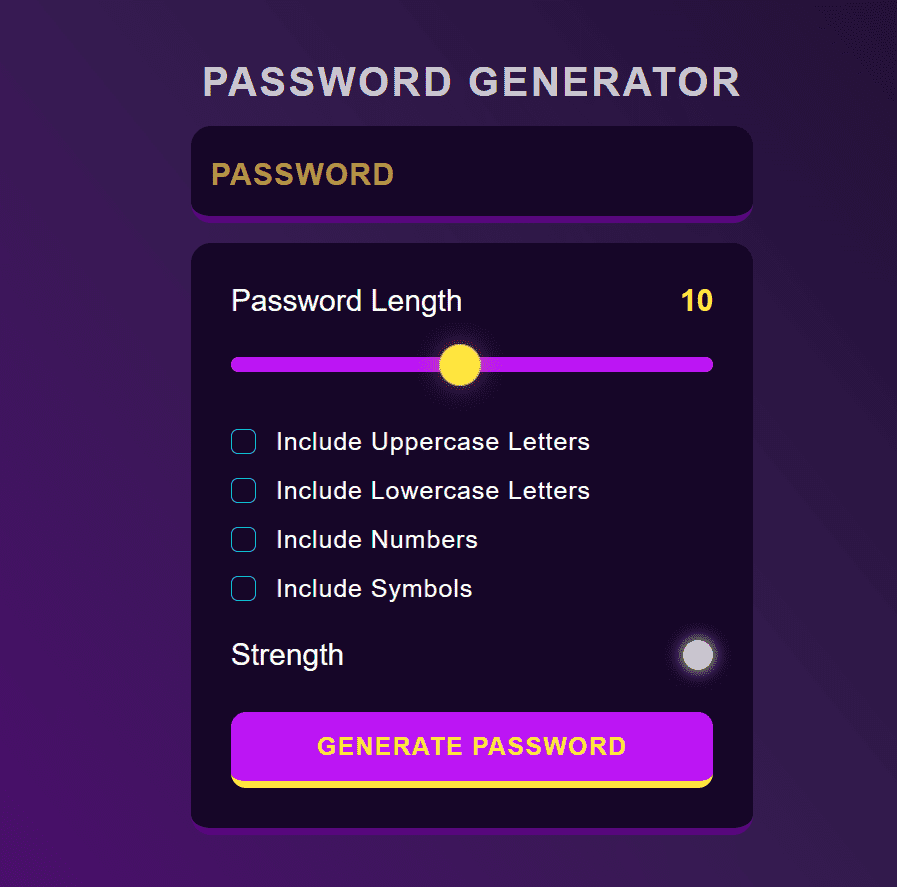 PASSWORD GENERATOR
PASSWORD
Password Length 10
Include Uppercase Letters
Include Lowercase Letters
Include Numbers
Include Symbols
Strength
GENERATE PASSWORD